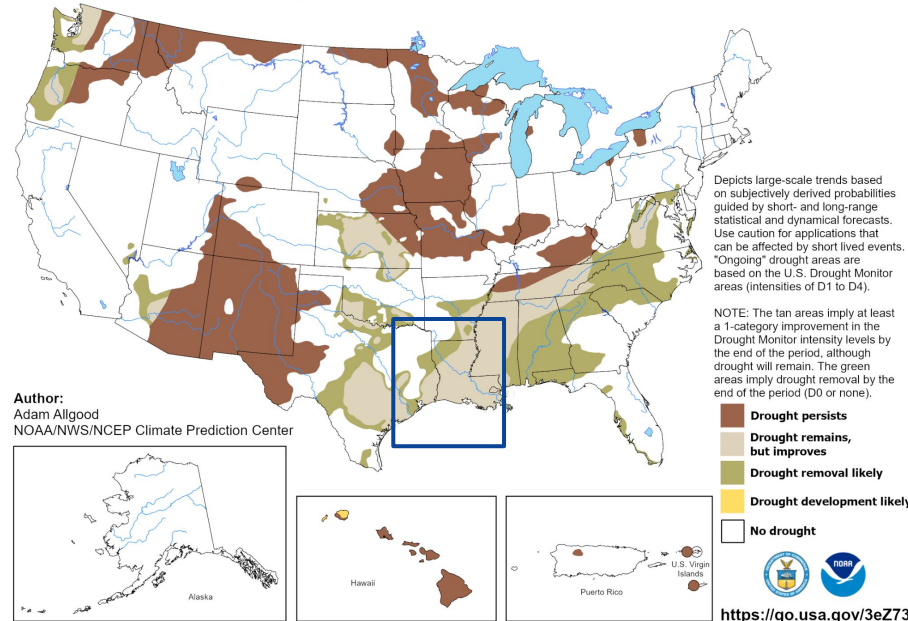 Depicts large-scale trends based
on subjectively derived probabilities
guided by short- and long-range
statistical and dynamical forecasts.
Use caution for applications that
can be affected by short lived events.
"Ongoing" drought areas are
based on the U.S. Drought Monitor
areas (intensities of D1 to D4).
NOTE: The tan areas imply at least
a 1-category improvement in the
Drought Monitor intensity levels by
the end of the period, although
drought will remain. The green
areas imply drought removal by the
end of the period (D0 or none).
Author:
Adam Allgood
NOAA/NWS/NCEP Climate Prediction Center
Drought persists
Drought remains,
but improves
Drought removal likely
Drought development likely
No drought
Alaska
Hawaii
Puerto Rico
U.S. Virgin
Islands
NOAA
https://go.usa.gov/3eZ73